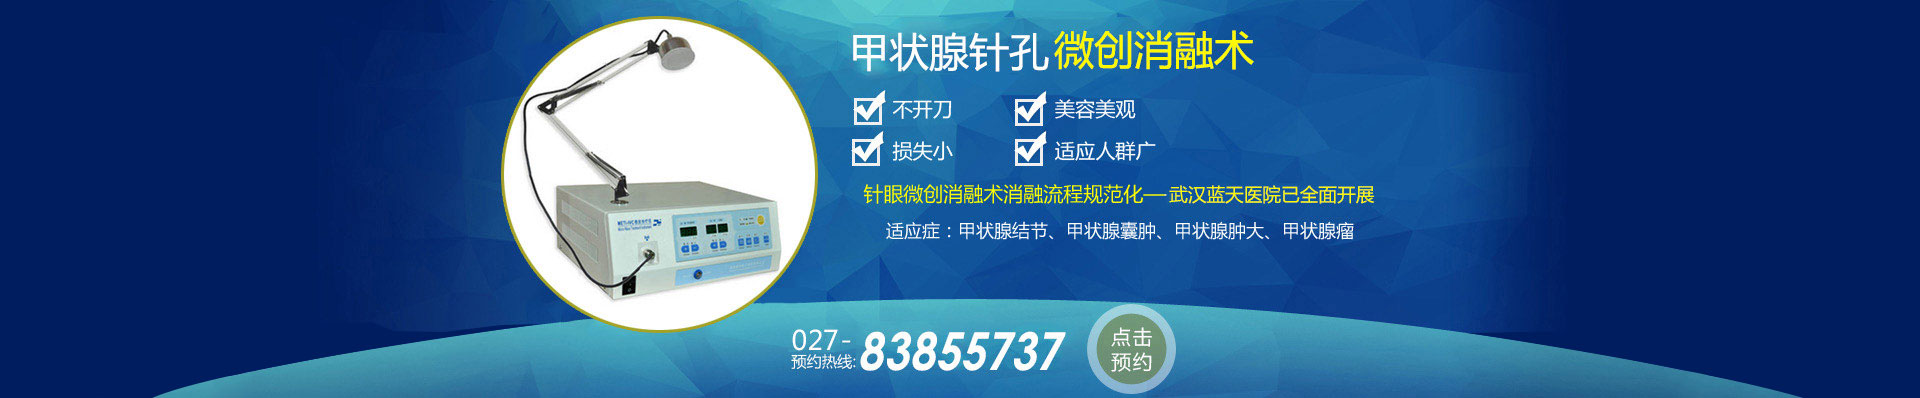 甲状腺针孔 微创消融术
不开刀 美容美观
损失小 适应人群广
针眼微创消融术消融流程规范化—武汉蓝天医院已全面开展
适应症：甲状腺结节、甲状腺囊肿、甲状腺肿大、甲状腺瘤
027-
预约热线: 83855737
点击
预约